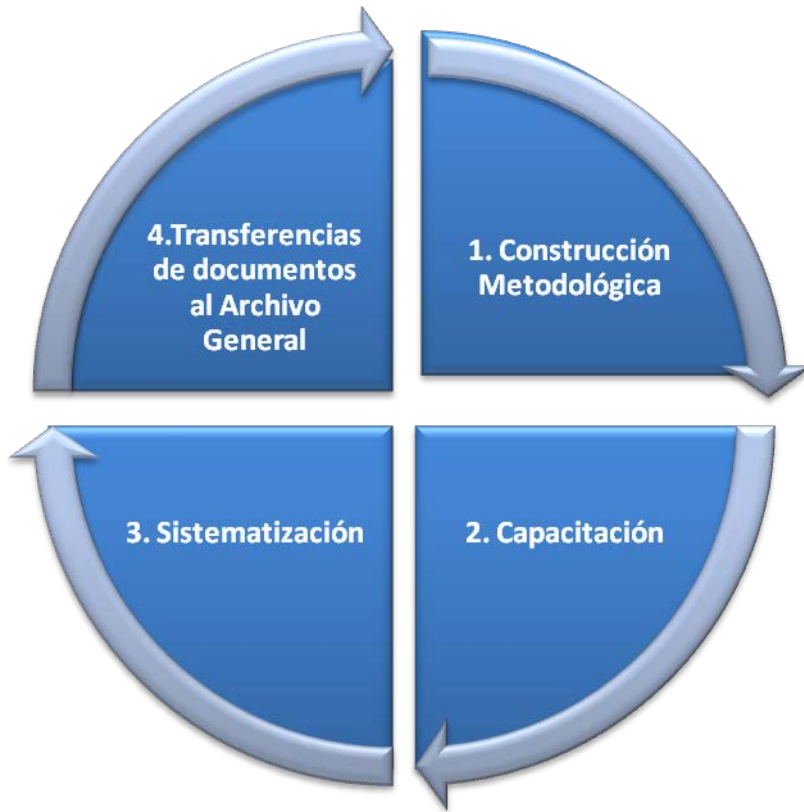 1. Construcción
Metodológica
2. Capacitación
3. Sistematización
4.Transferencias
de documentos
al Archivo
General